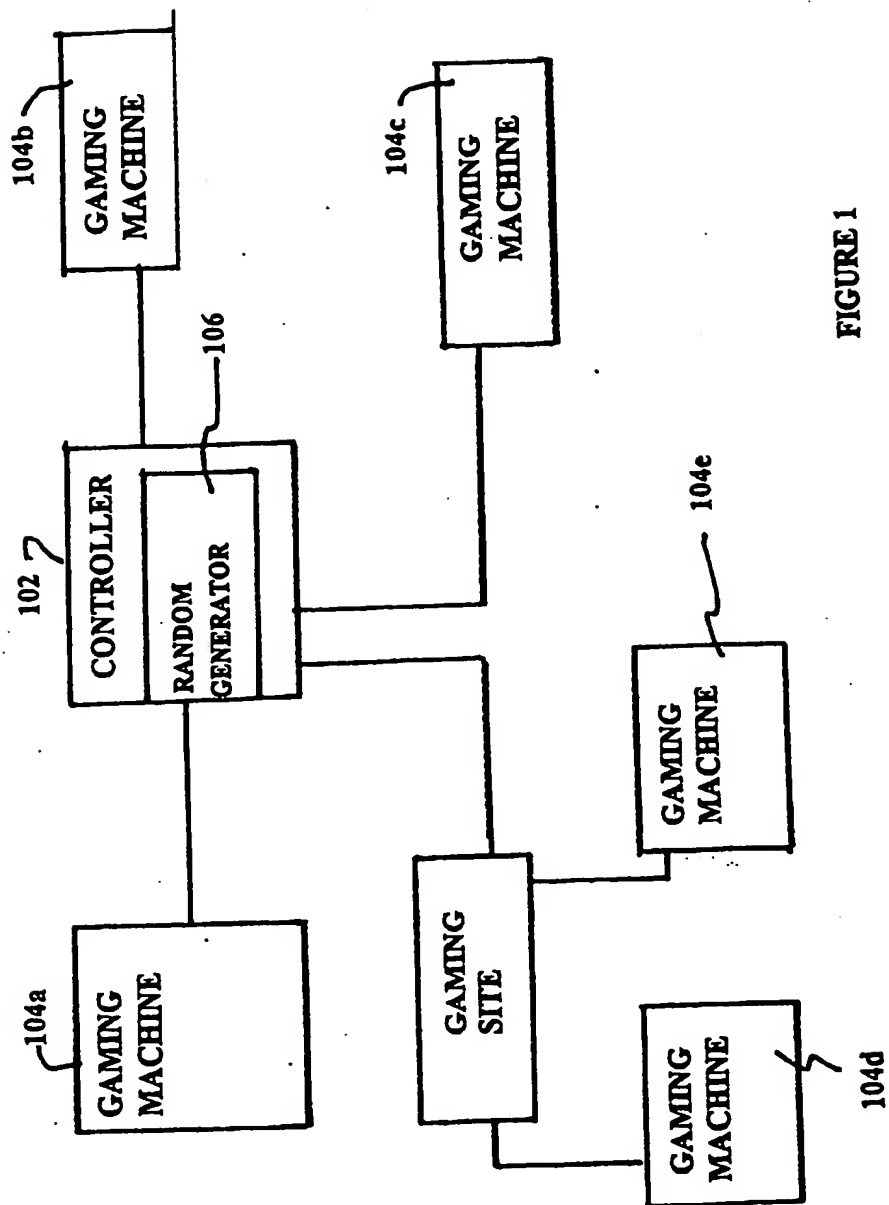 104a
GAMING
MACHINE
102
CONTROLLER
RANDOM
GENERATOR
106
104b
GAMING
MACHINE
GAMING
SITE
104c
GAMING
MACHINE
GAMING
MACHINE
104d
GAMING
MACHINE
104e
FIGURE 1